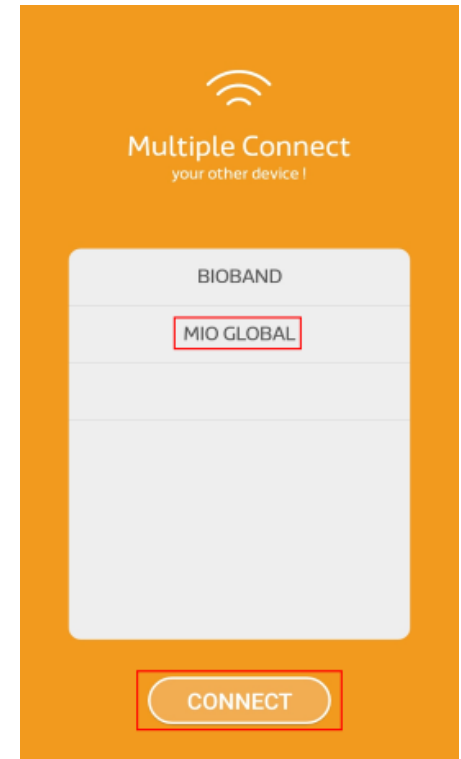 Multiple Connect
your other device !
BIOBAND
MIO GLOBAL
CONNECT